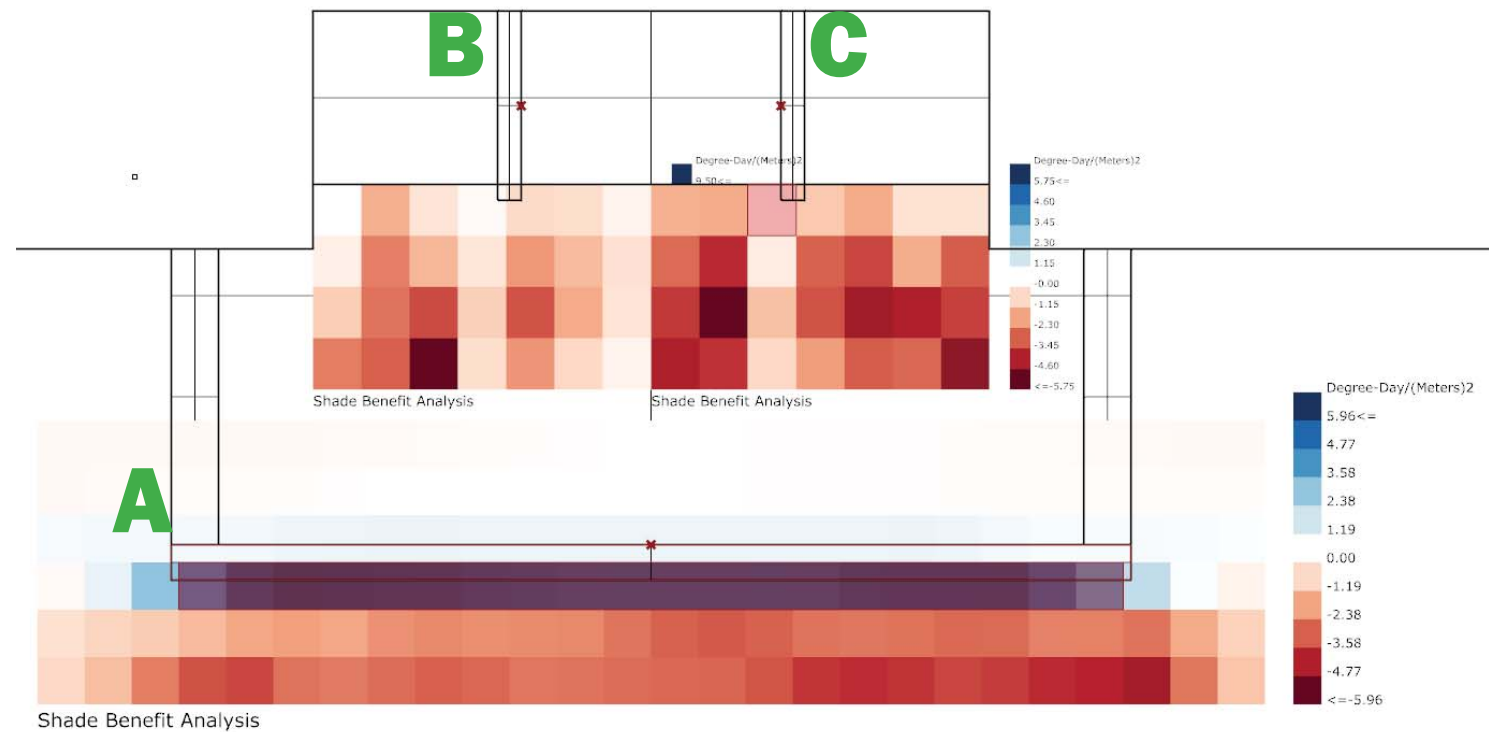 B
C
Degree-Day/(Meters)2
9.50<=
Degree-Day/(Meters)2
5.75<=
4.60
3.45
2.30
1.15
-0.00
-1.15
-2.30
-3.45
-4.60
<=-5.75
Shade Benefit Analysis
Shade Benefit Analysis
Degree-Day/(Meters)2
5.96<=
4.77
3.58
2.38
1.19
0.00
-1.19
-2.38
-3.58
-4.77
<=-5.96
A
Shade Benefit Analysis